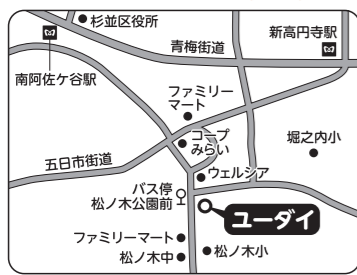 杉並区役所
新高円寺駅
青梅街道
南阿佐ケ谷駅
ファミリー
マート
コープ
みらい
堀之内小
五日市街道
ウェルシア
バス停
松ノ木公園前
ユーダイ
ファミリーマート
松ノ木小
松ノ木中